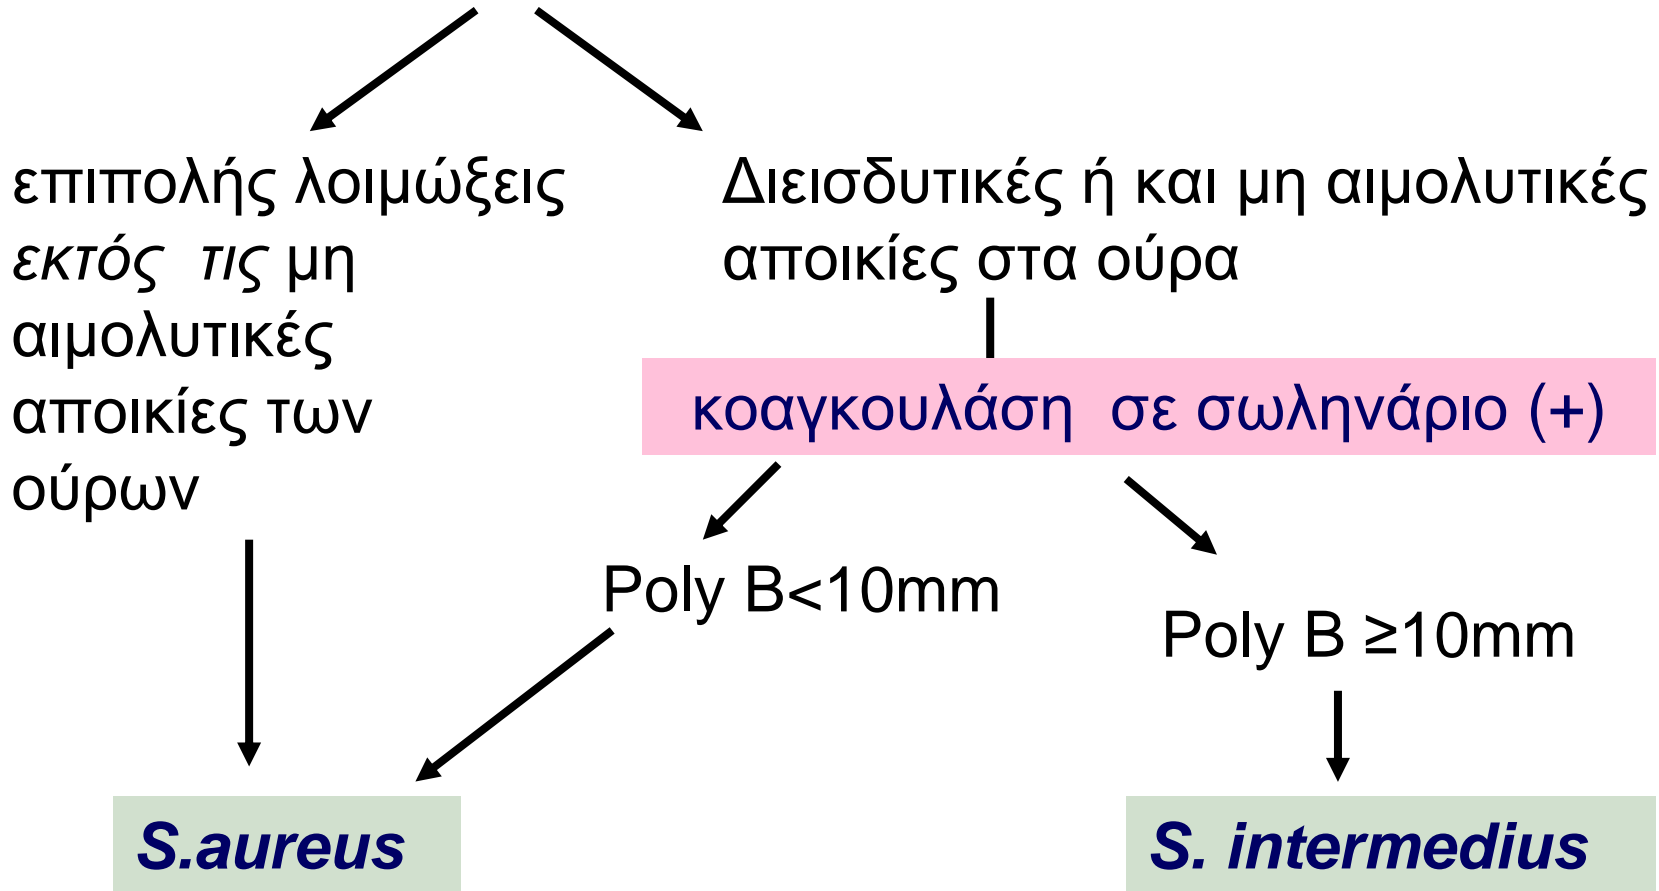 επιπολής λοιμώξεις
εκτός τις μη
αιμολυτικές
αποικίες των
ούρων
Διεισδυτικές ή και μη αιμολυτικές
αποικίες στα ούρα
κοαγκουλάση σε σωληνάριο (+)
Poly B<10mm
Poly B ≥10mm
S.aureus
S. intermedius